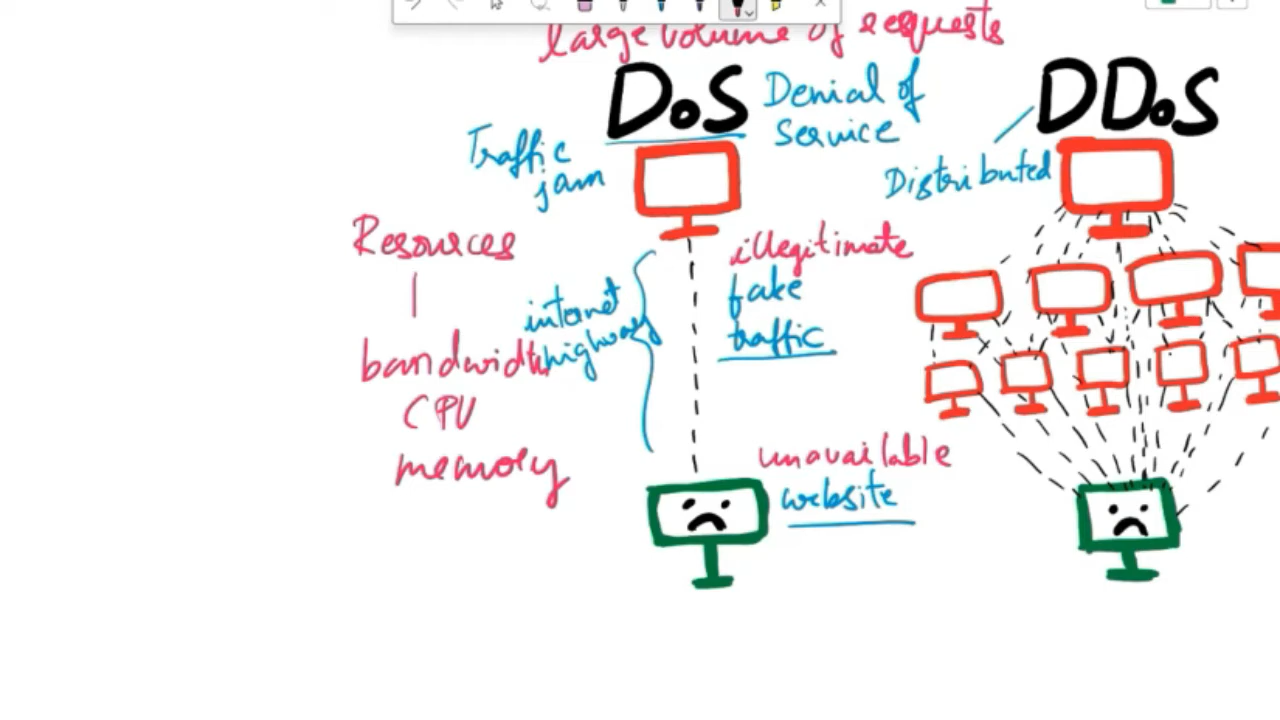 large volume of requests
DoS
Denial of
service
DDoS
Traffic
jam
Distributed
Resources
illegitimate
fake
traffic
internet
highway
bandwidth
CPU
memory
unavailable
website